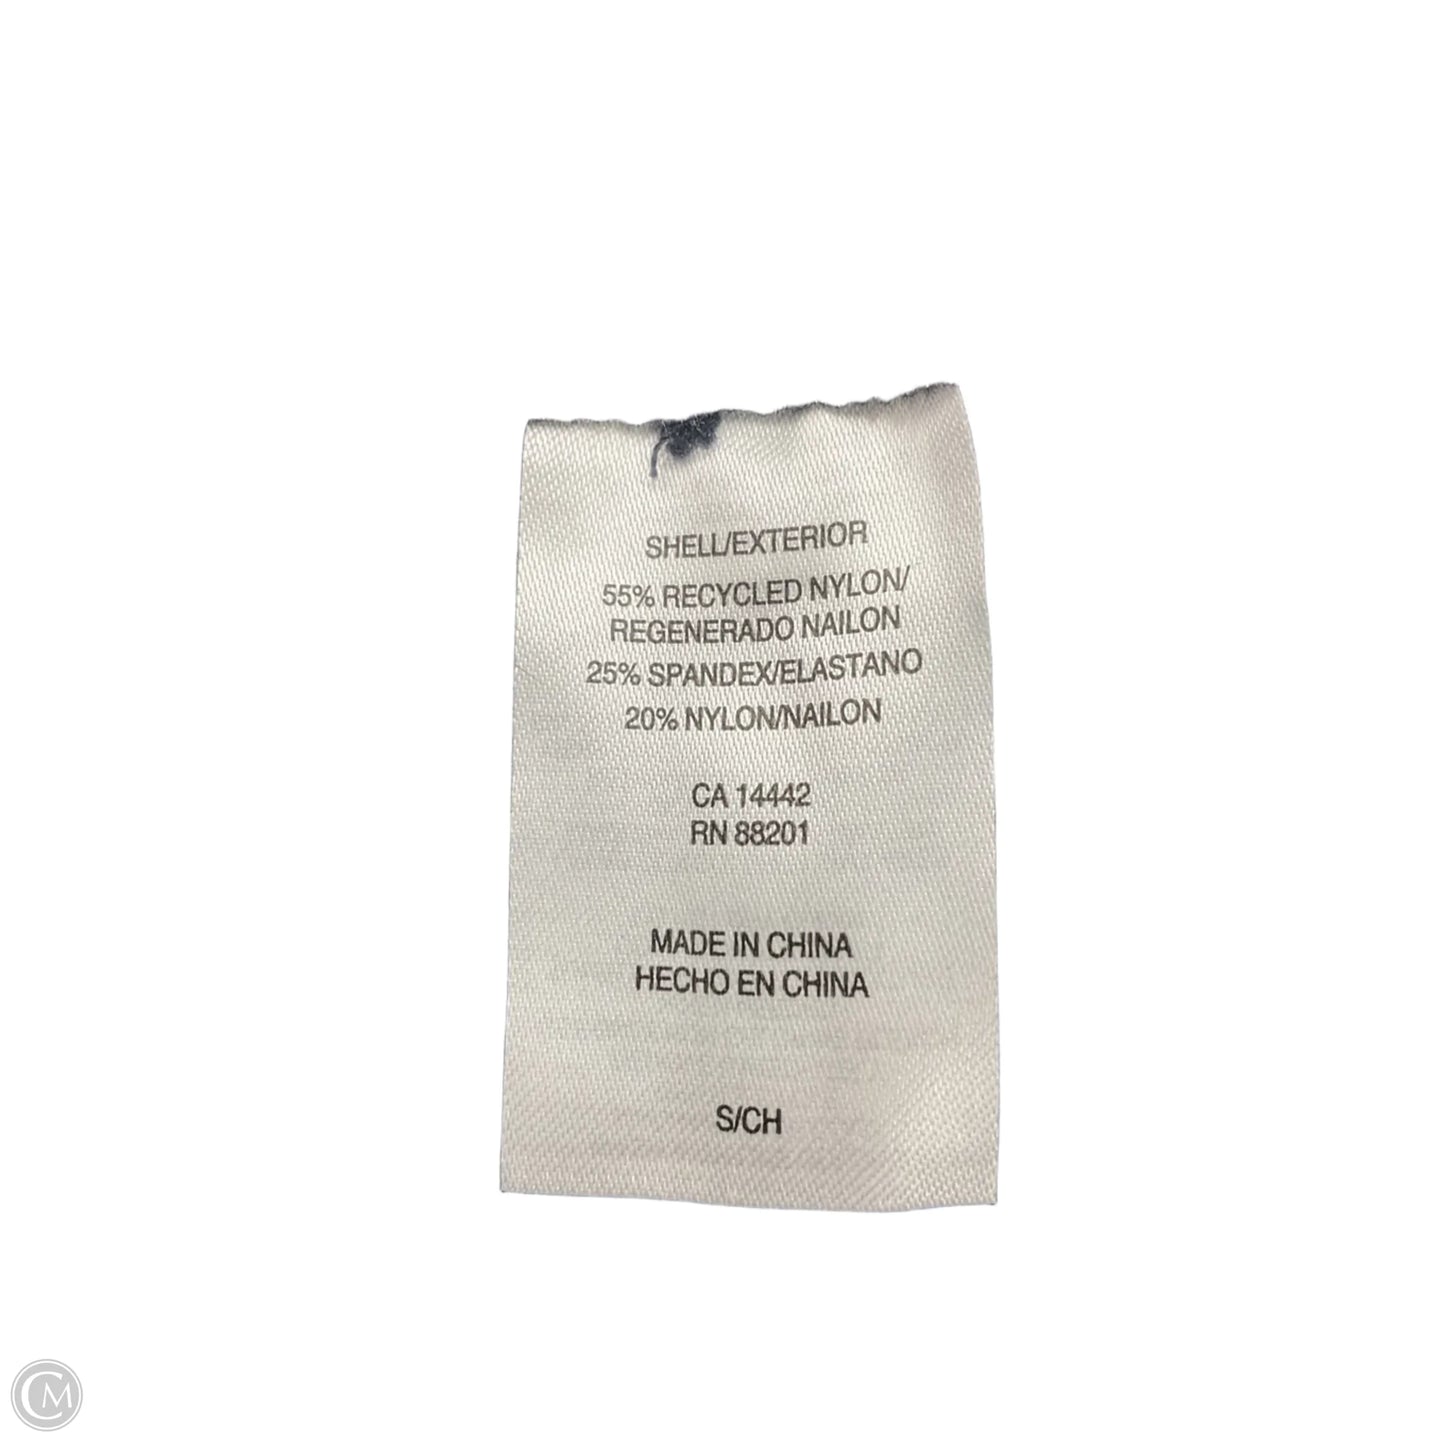 SHELL/EXTERIOR
55% RECYCLED NYLON/
REGENERADO NAILON
25% SPANDEX/ELASTANO
20% NYLON/NAILON
CA 14442
RN 88201
MADE IN CHINA
HECHO EN CHINA
S/CH
CM